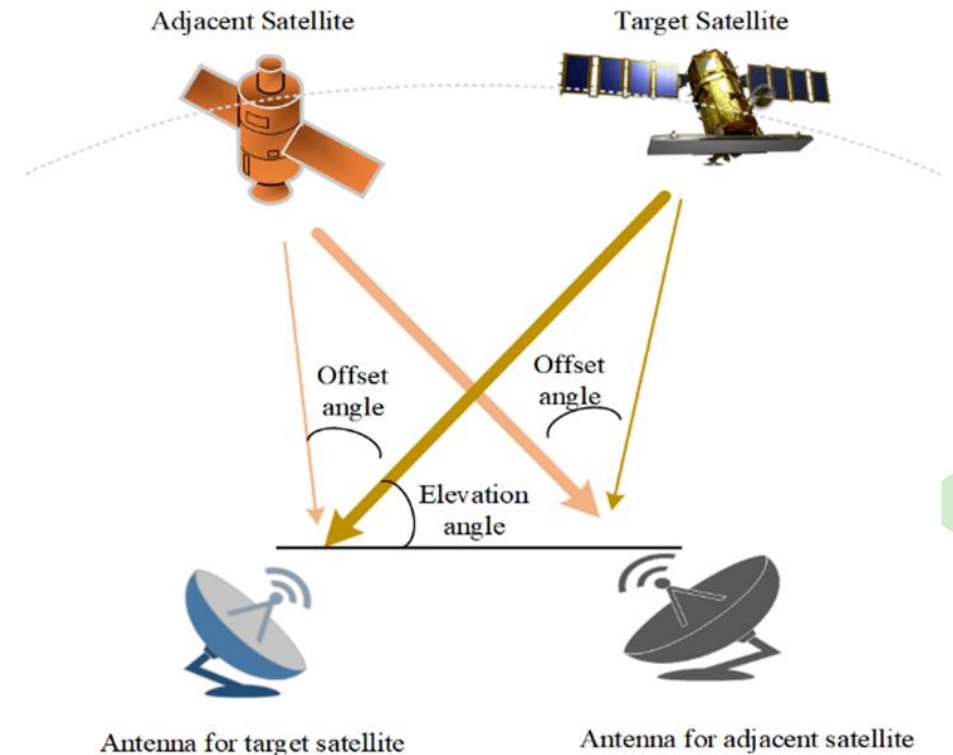 Adjacent Satellite
Target Satellite
Offset
angle
Offset
angle
Elevation
angle
Antenna for target satellite
Antenna for adjacent satellite